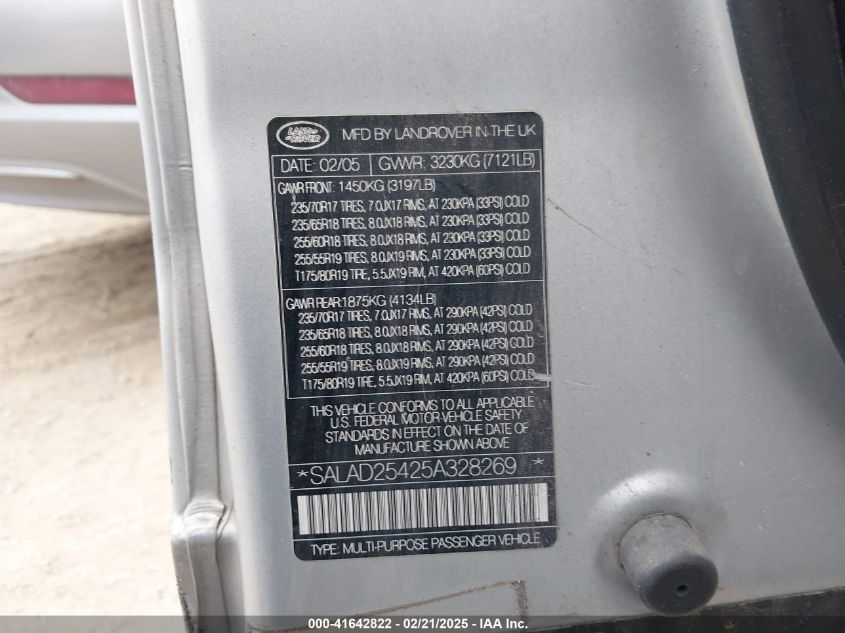 LAND ROVER
MFD BY LANDROVER IN THE UK
DATE: 02/05 GVWR: 3230KG (7121LB)
GAWR FRONT: 1450KG (3197LB)
235/70R17 TIRES, 7.0JX17 RIMS, AT 230KPA (33PSI) COLD
235/65R18 TIRES, 8.0JX18 RIMS, AT 230KPA (33PSI) COLD
255/60R18 TIRES, 8.0JX18 RIMS, AT 230KPA (33PSI) COLD
255/55R19 TIRES, 8.0JX19 RIMS, AT 230KPA (33PSI) COLD
T175/80R19 TIRE, 5.5JX19 RIM, AT 420KPA (60PSI) COLD
GAWR REAR: 1875KG (4134LB)
235/70R17 TIRES, 7.0JX17 RIMS, AT 290KPA (42PSI) COLD
235/65R18 TIRES, 8.0JX18 RIMS, AT 290KPA (42PSI) COLD
255/60R18 TIRES, 8.0JX18 RIMS, AT 290KPA (42PSI) COLD
255/55R19 TIRES, 8.0JX19 RIMS, AT 290KPA (42PSI) COLD
T175/80R19 TIRE, 5.5JX19 RIM, AT 420KPA (60PSI) COLD
THIS VEHICLE CONFORMS TO ALL APPLICABLE
U.S. FEDERAL MOTOR VEHICLE SAFETY
STANDARDS IN EFFECT ON THE DATE OF
MANUFACTURE SHOWN ABOVE
*SALAD25425A328269 *
TYPE: MULTI-PURPOSE PASSENGER VEHICLE
000-41642822 - 02/21/2025 - IAA Inc.